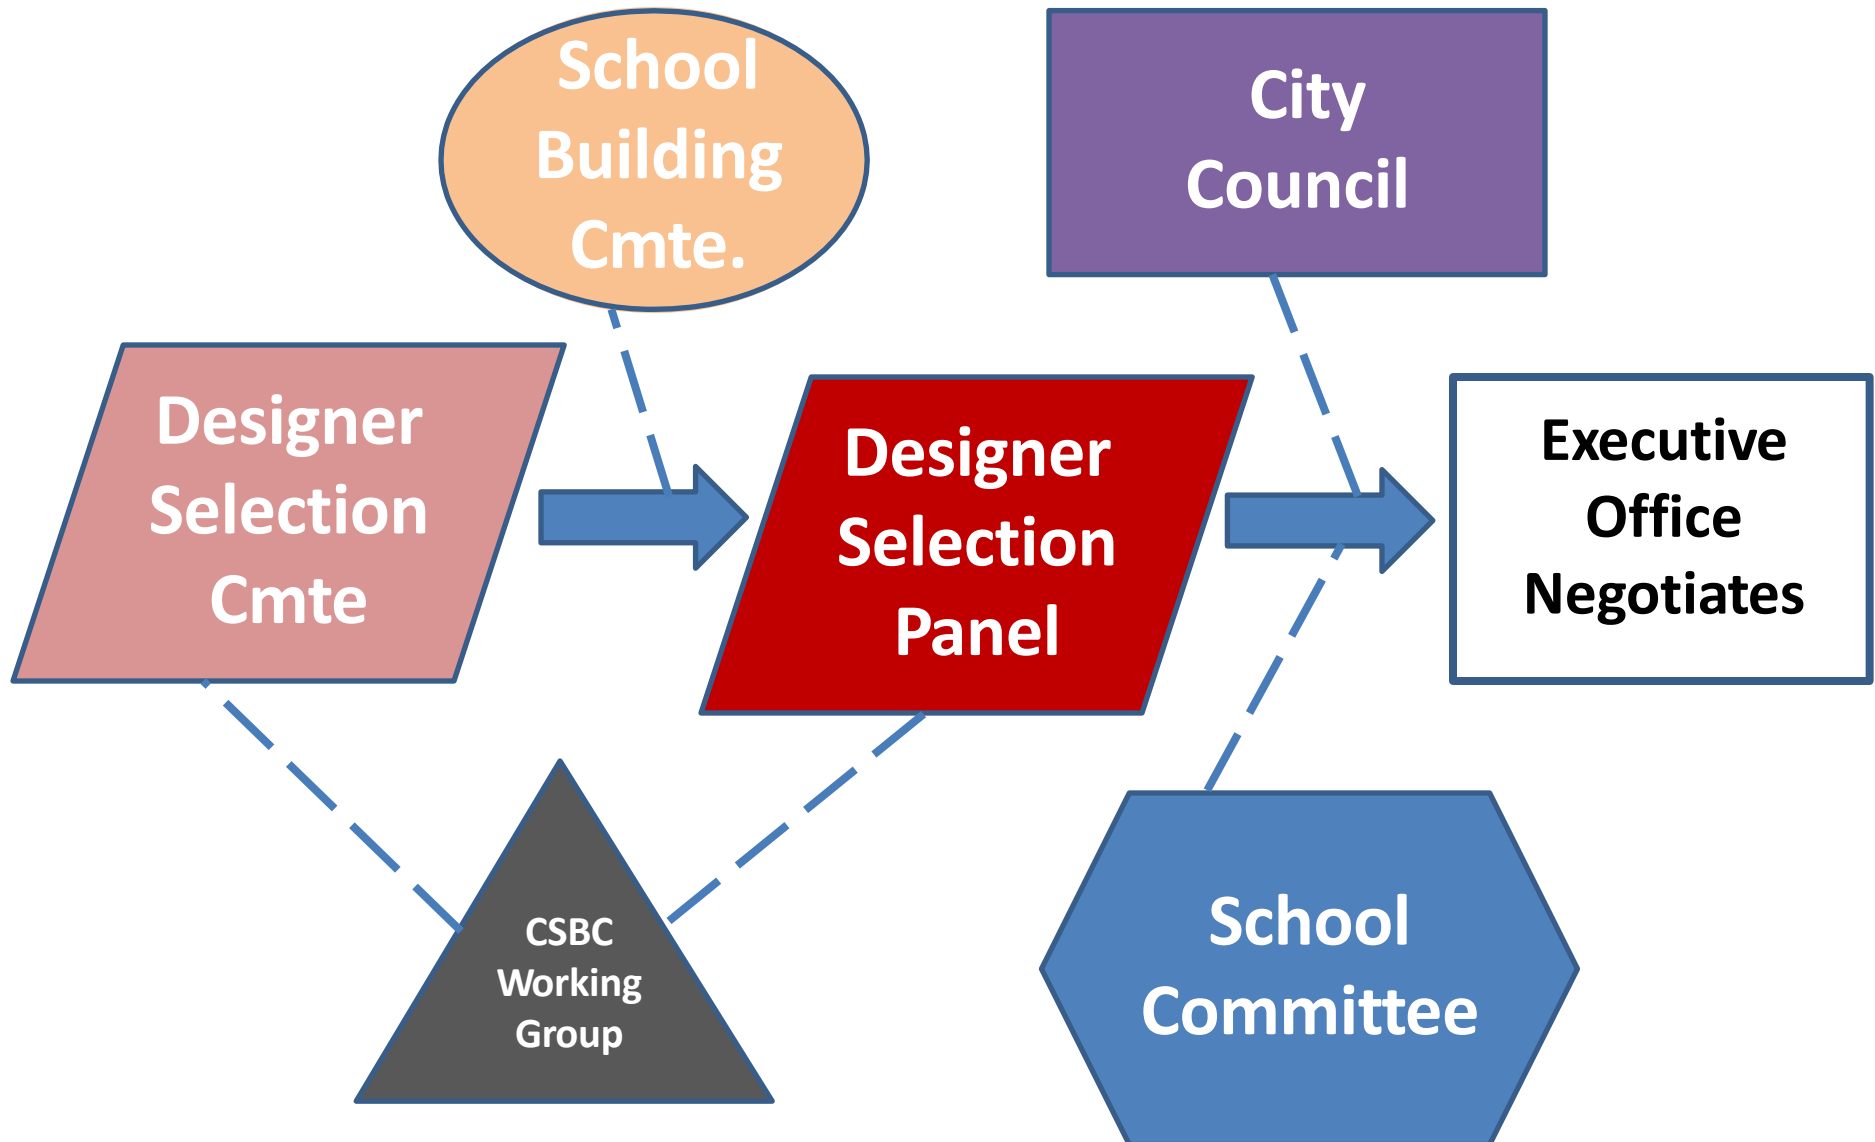 School
Building
Cmte.
City
Council
Designer
Selection
Cmte
Designer
Selection
Panel
Executive
Office
Negotiates
CSBC
Working
Group
School
Committee